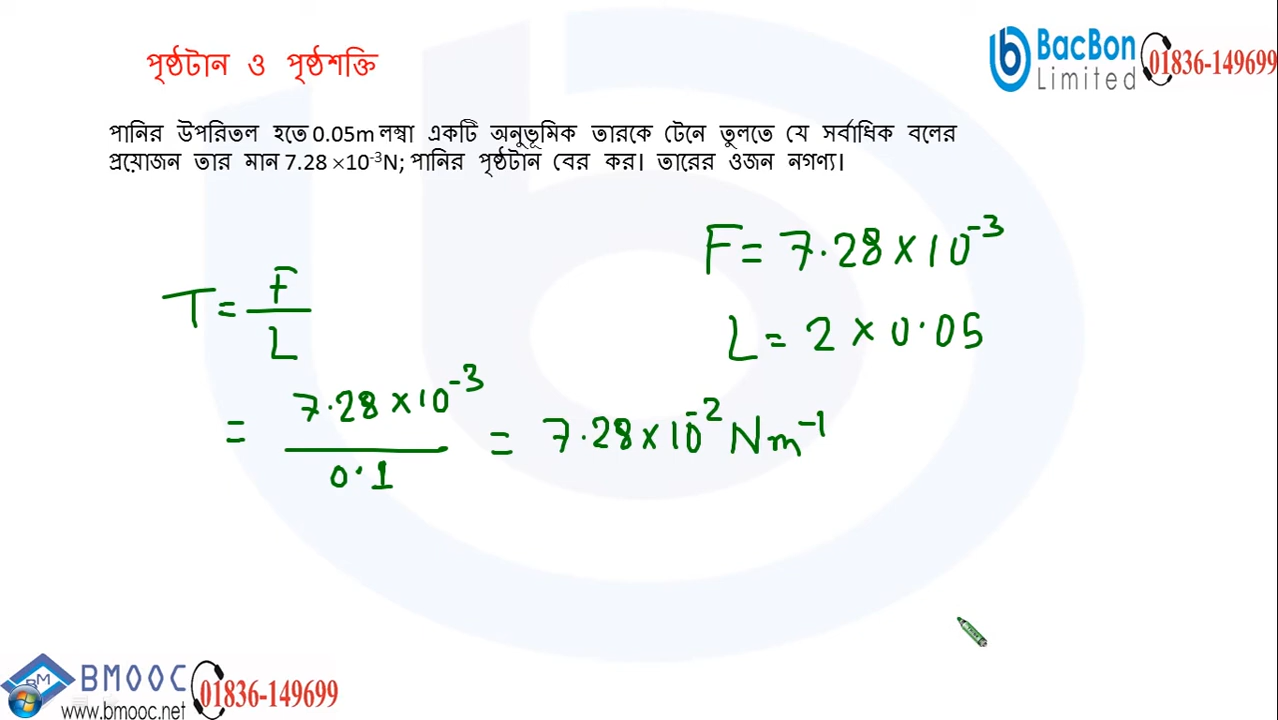 পৃষ্ঠটান ও পৃষ্ঠশক্তি
BacBon
Limited
01836-149699
পানির উপরিতল হতে 0.05m লম্বা একটি অনুভূমিক তারকে টেনে তুলতে যে সর্বাধিক বলের
প্রয়োজন তার মান 7.28 ×10⁻³N; পানির পৃষ্ঠটান বের কর। তারের ওজন নগণ্য।
F = 7.28 × 10⁻³
L = 2 × 0.05
T = F/L
= 7.28 × 10⁻³ / 0.1 = 7.28 × 10⁻² Nm⁻¹
BM
BMOOC
01836-149699
www.bmooc.net